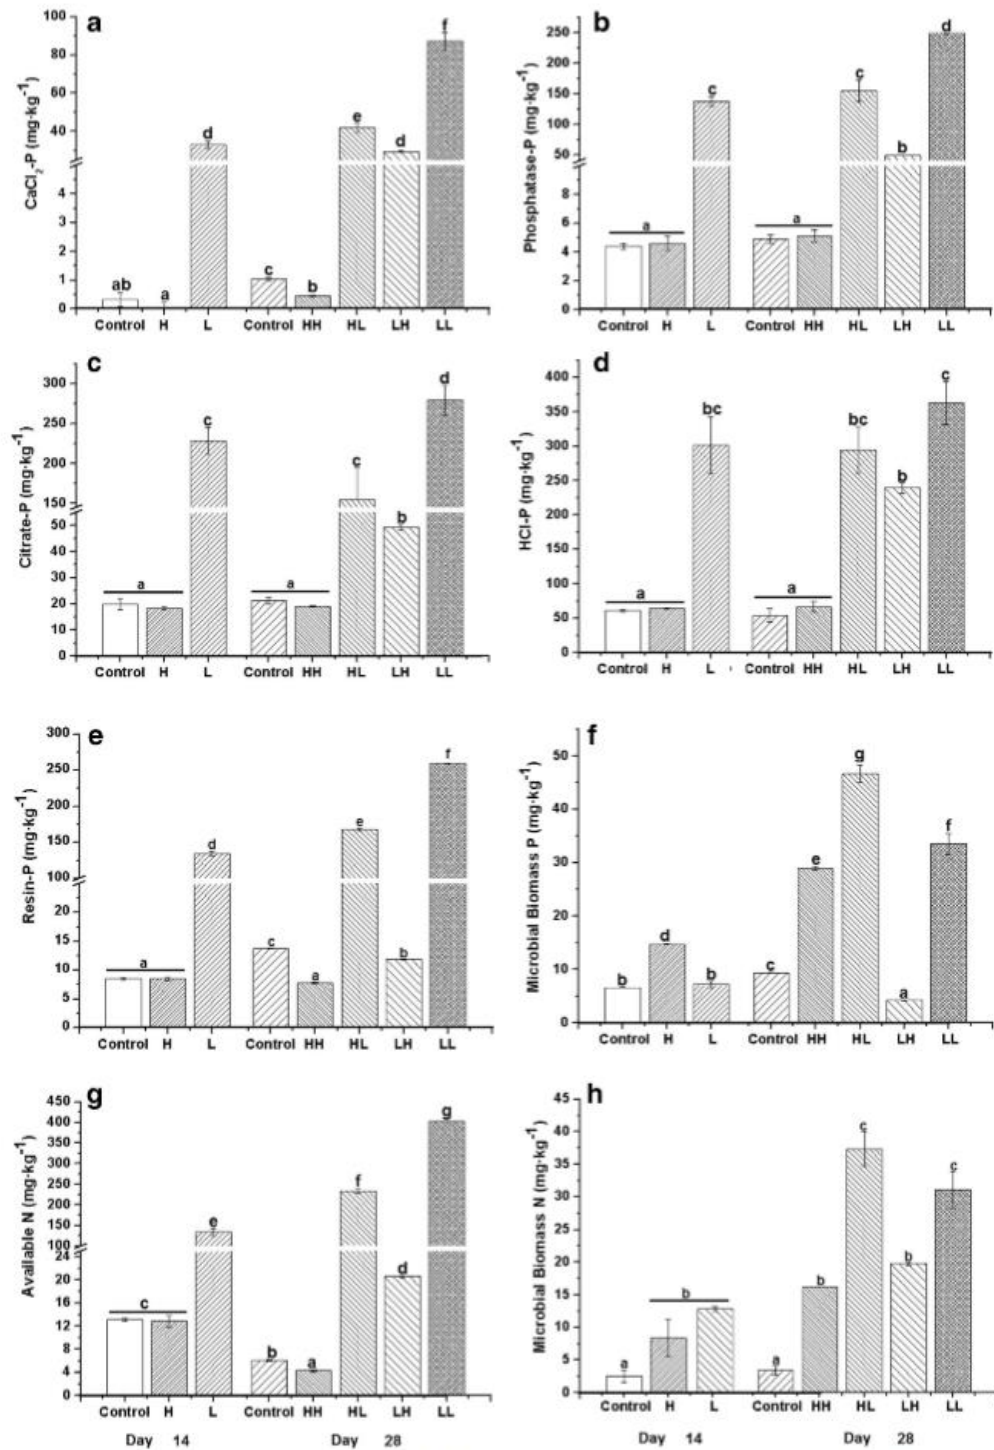 a
CaCl2-P (mg·kg-1)
100
80
60
40
4
3
2
1
0
ab
a
d
c
b
e
d
f
Control H L Control HH HL LH LL
b
Phosphatase-P (mg·kg-1)
250
200
150
100
50
8
6
4
2
0
a
c
a
c
b
d
Control H L Control HH HL LH LL
c
Citrate-P (mg·kg-1)
300
250
200
150
50
40
30
20
10
0
a
c
a
c
b
d
Control H L Control HH HL LH LL
d
HCl-P (mg·kg-1)
400
350
300
250
200
150
100
50
0
a
bc
a
bc
b
c
Control H L Control HH HL LH LL
e
Resin-P (mg·kg-1)
300
250
200
150
100
20
15
10
5
0
a
d
c
a
e
b
f
Control H L Control HH HL LH LL
f
Microbial Biomass P (mg·kg-1)
50
40
30
20
10
0
b
d
b
c
e
g
a
f
Control H L Control HH HL LH LL
g
Available N (mg·kg-1)
450
400
350
300
250
200
150
100
24
20
16
12
8
4
0
c
e
b
a
f
d
g
Control H L Control HH HL LH LL
Day 14 Day 28
h
Microbial Biomass N (mg·kg-1)
45
40
35
30
25
20
15
10
5
0
a
b
a
b
c
b
c
Control H L Control HH HL LH LL
Day 14 Day 28